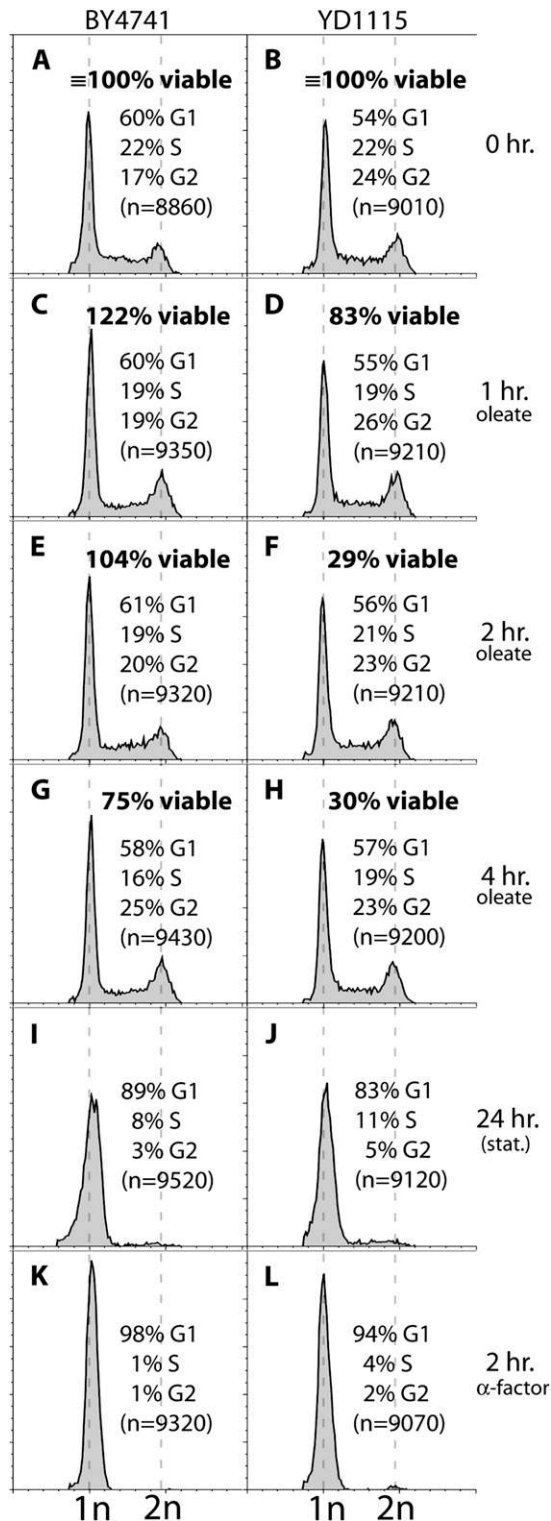 BY4741 YD1115
A B
≡100% viable ≡100% viable
60% G1 54% G1
22% S 22% S
17% G2 24% G2
(n=8860) (n=9010)
0 hr.
C D
122% viable 83% viable
60% G1 55% G1
19% S 19% S
19% G2 26% G2
(n=9350) (n=9210)
1 hr.
oleate
E F
104% viable 29% viable
61% G1 56% G1
19% S 21% S
20% G2 23% G2
(n=9320) (n=9210)
2 hr.
oleate
G H
75% viable 30% viable
58% G1 57% G1
16% S 19% S
25% G2 23% G2
(n=9430) (n=9200)
4 hr.
oleate
I J
89% G1 83% G1
8% S 11% S
3% G2 5% G2
(n=9520) (n=9120)
24 hr.
(stat.)
K L
98% G1 94% G1
1% S 4% S
1% G2 2% G2
(n=9320) (n=9070)
2 hr.
α-factor
1n 2n 1n 2n